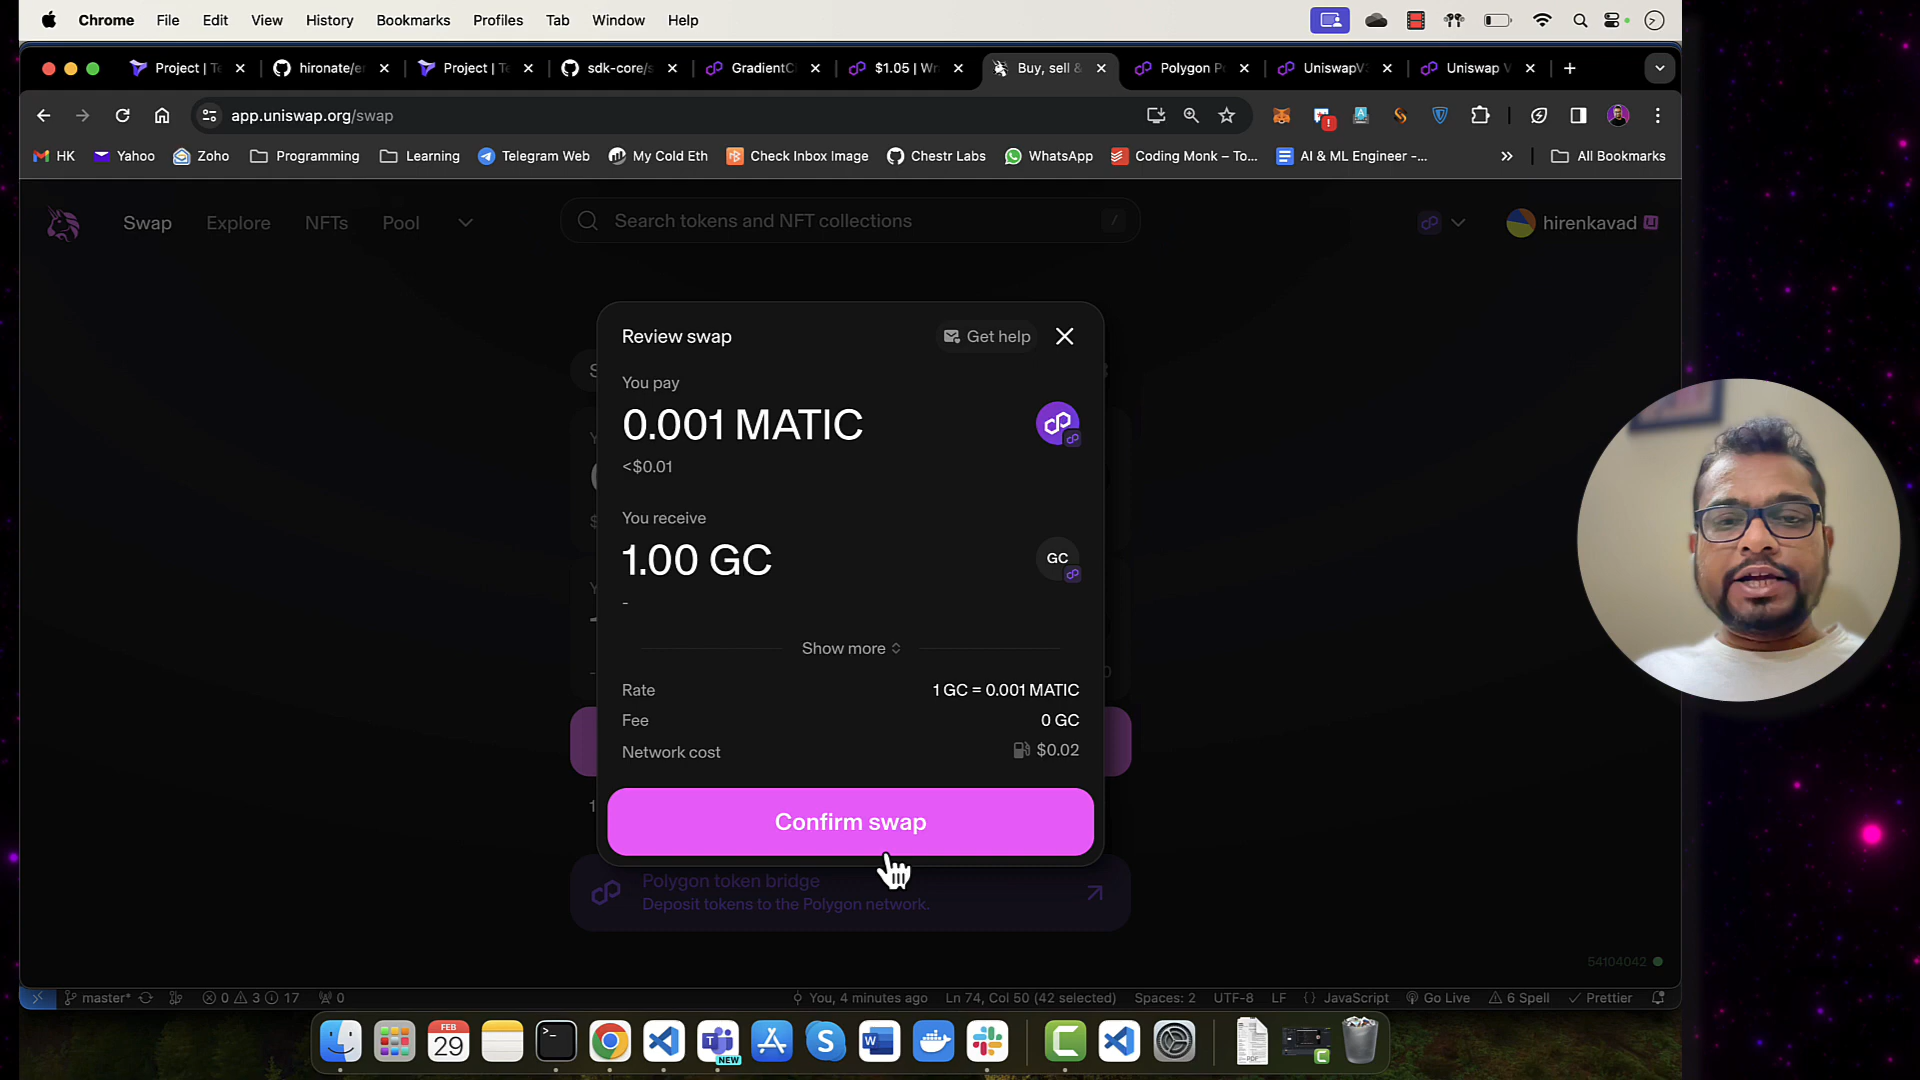 Chrome File Edit View History Bookmarks Profiles Tab Window Help
Project | Te hironate/e Project | Te sdk-core/s GradientC $1.05 | Wr Buy, sell & Polygon P UniswapV Uniswap V
app.uniswap.org/swap
HK Yahoo Zoho Programming Learning Telegram Web My Cold Eth Check Inbox Image Chestr Labs WhatsApp Coding Monk – To... AI & ML Engineer -... » All Bookmarks
Swap Explore NFTs Pool Search tokens and NFT collections / hirenkavad
Review swap Get help
You pay
0.001 MATIC
<$0.01
You receive
1.00 GC GC
-
Show more
Rate 1 GC = 0.001 MATIC
Fee 0 GC
Network cost $0.02
Confirm swap
Polygon token bridge
Deposit tokens to the Polygon network.
54104042
master* 0 3 17 0 You, 4 minutes ago Ln 74, Col 50 (42 selected) Spaces: 2 UTF-8 LF {} JavaScript Go Live 6 Spell Prettier
FEB
29
NEW
PDF